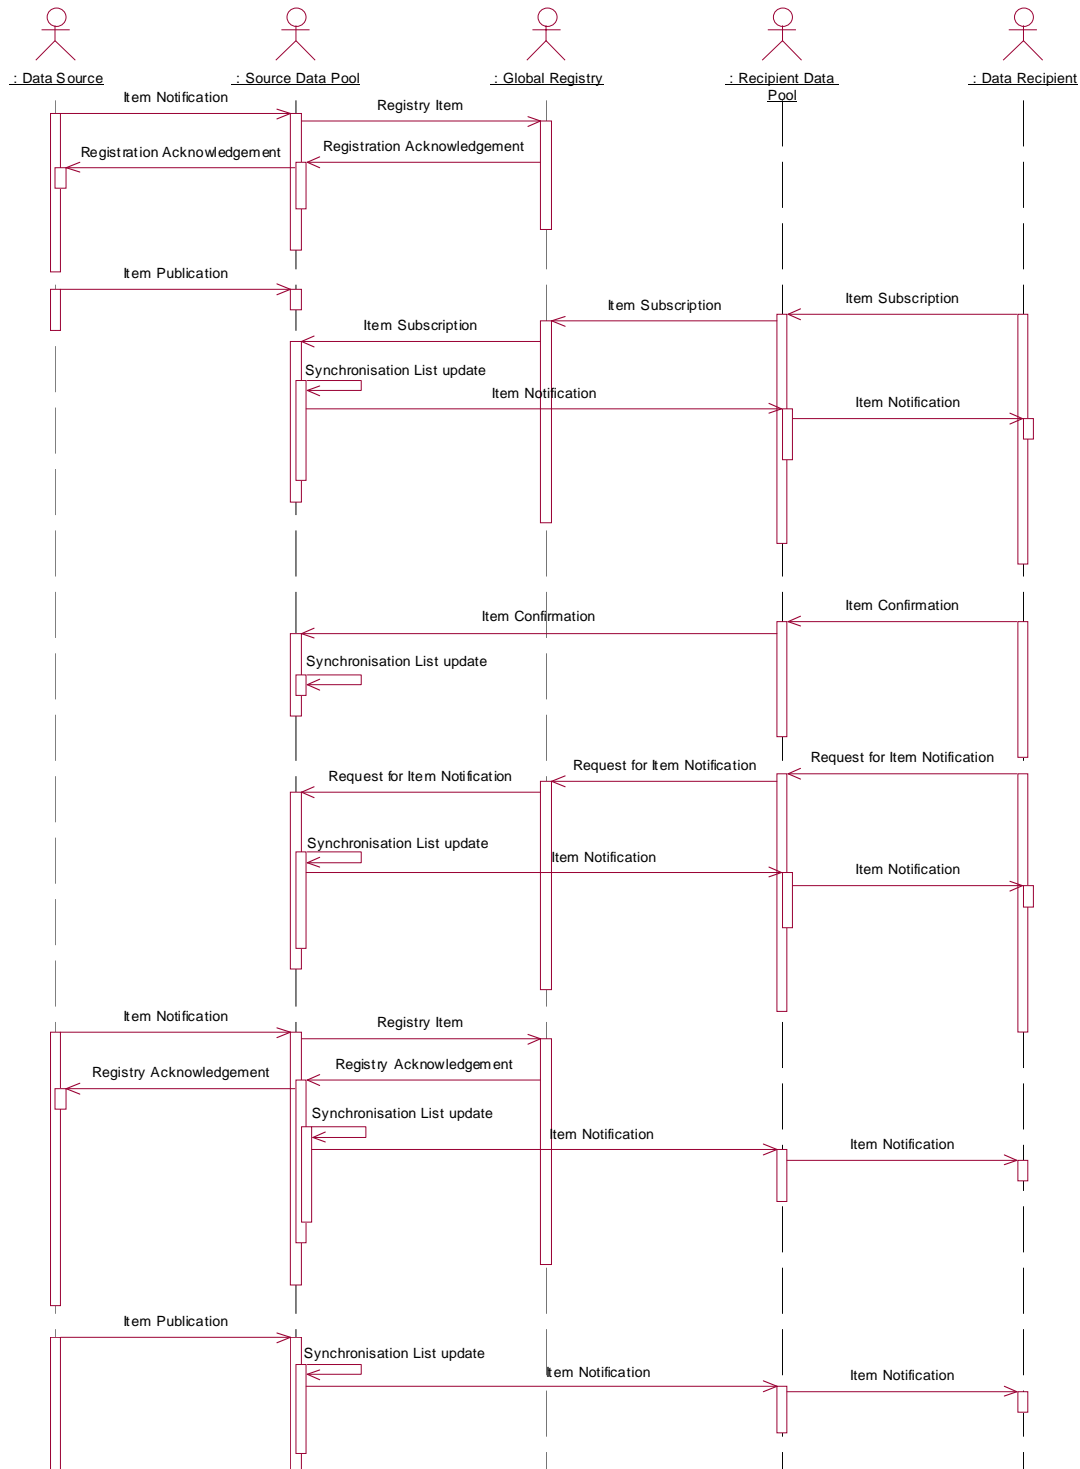 : Data Source
: Source Data Pool
: Global Registry
: Recipient Data
Pool
: Data Recipient
Item Notification
Registry Item
Registration Acknowledgement
Registration Acknowledgement
Item Publication
Item Subscription
Item Subscription
Item Subscription
Synchronisation List update
Item Notification
Item Notification
Item Confirmation
Item Confirmation
Synchronisation List update
Request for Item Notification
Request for Item Notification
Request for Item Notification
Synchronisation List update
Item Notification
Item Notification
Item Notification
Registry Item
Registry Acknowledgement
Registry Acknowledgement
Synchronisation List update
Item Notification
Item Notification
Item Publication
Synchronisation List update
Item Notification
Item Notification